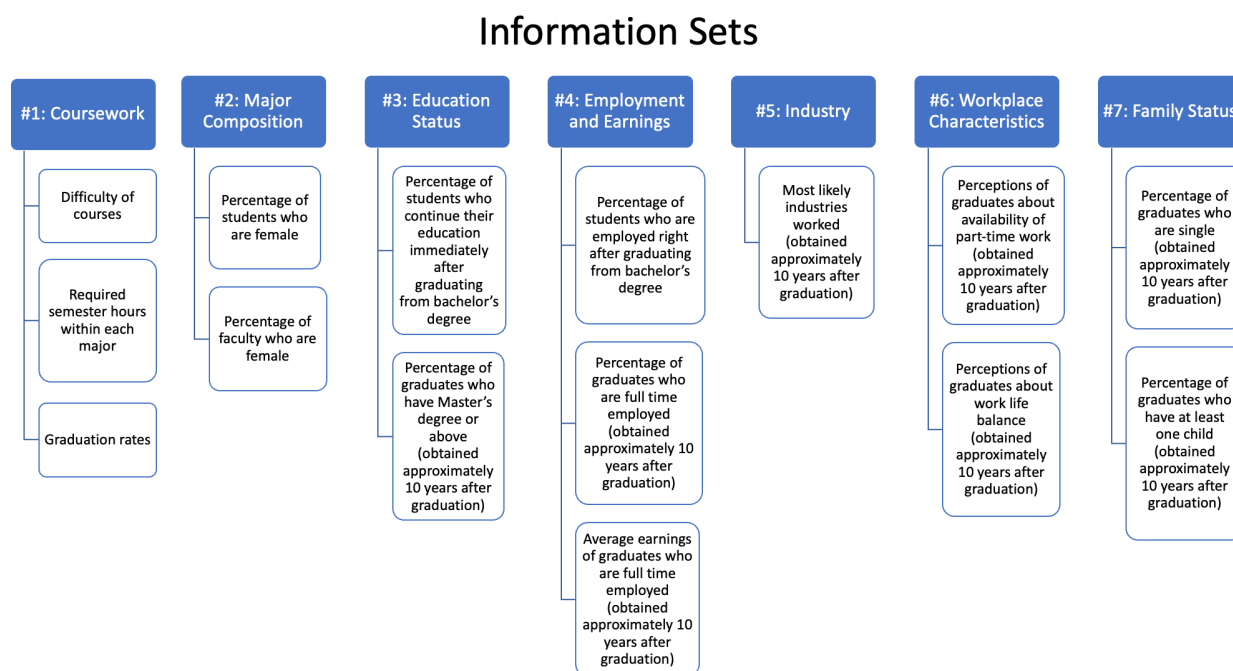 Information Sets
#1: Coursework
Difficulty of
courses
Required
semester hours
within each
major
Graduation rates
#2: Major
Composition
Percentage of
students who
are female
Percentage of
faculty who are
female
#3: Education
Status
Percentage of
students who
continue their
education
immediately
after
graduating
from bachelor’s
degree
Percentage of
graduates who
have Master’s
degree or
above
(obtained
approximately
10 years after
graduation)
#4: Employment
and Earnings
Percentage of
students who are
employed right
after graduating
from bachelor’s
degree
Percentage of
graduates who
are full time
employed
(obtained
approximately 10
years after
graduation)
Average earnings
of graduates who
are full time
employed
(obtained
approximately 10
years after
graduation)
#5: Industry
Most likely
industries
worked
(obtained
approximately
10 years after
graduation)
#6: Workplace
Characteristics
Perceptions of
graduates about
availability of
part-time work
(obtained
approximately
10 years after
graduation)
Perceptions of
graduates about
work life
balance
(obtained
approximately
10 years after
graduation)
#7: Family Status
Percentage of
graduates who
are single
(obtained
approximately
10 years after
graduation)
Percentage of
graduates who
have at least
one child
(obtained
approximately
10 years after
graduation)